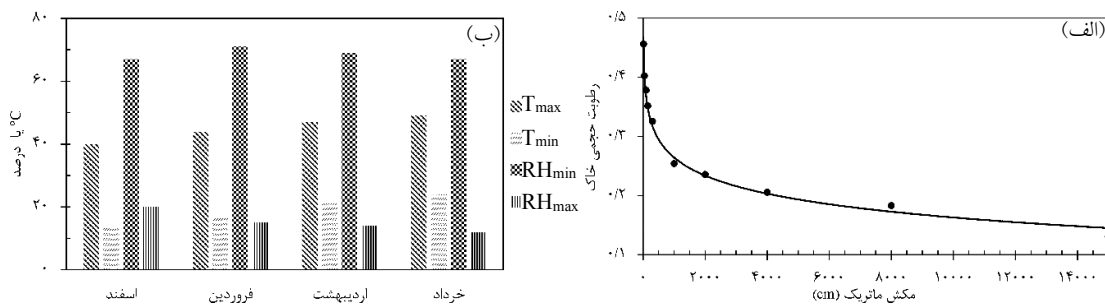 (الف)
رطوبت حجمی خاک
۰/۵
۰/۴
۰/۳
۰/۲
۰/۱
۰ ۲۰۰۰ ۴۰۰۰ ۶۰۰۰ ۸۰۰۰ ۱۰۰۰۰ ۱۲۰۰۰ ۱۴۰۰۰
مکش ماتریک (cm)
(ب)
°C یا درصد
۸۰
۶۰
۴۰
۲۰
۰
اسفند فروردین اردیبهشت خرداد
Tmax
Tmin
RHmin
RHmax